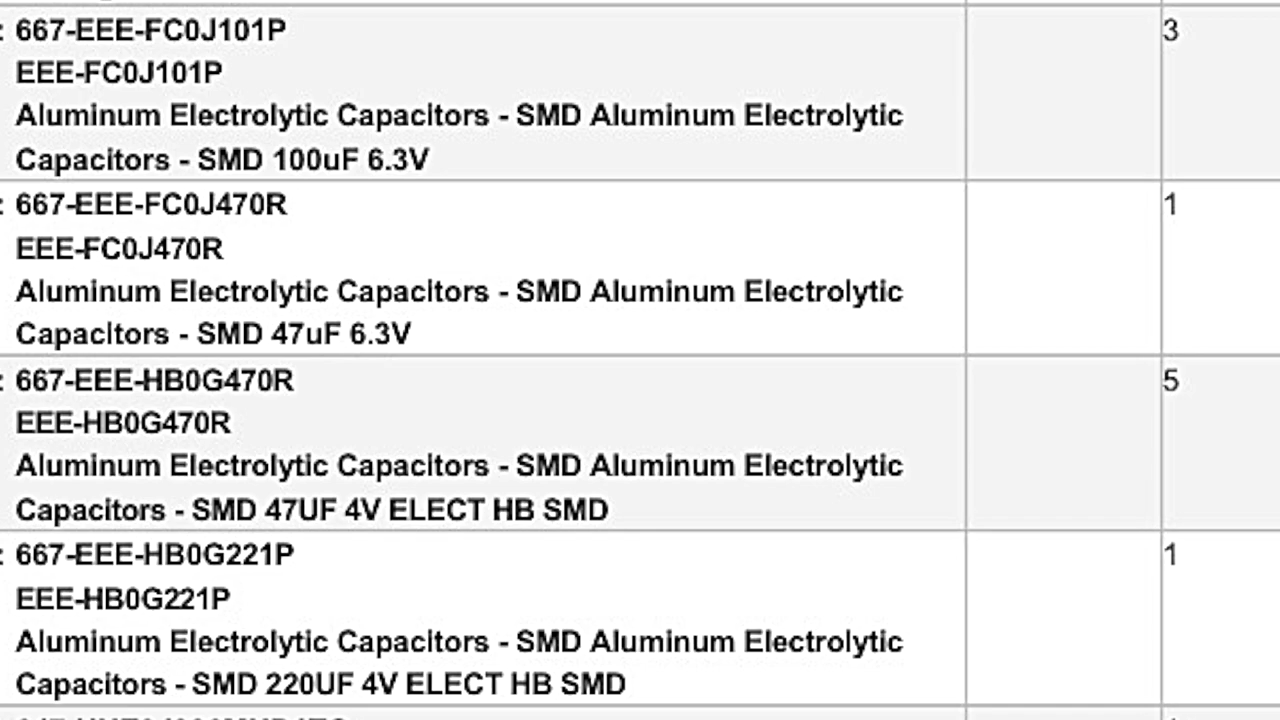 : 667-EEE-FC0J101P 3
EEE-FC0J101P
Aluminum Electrolytic Capacitors - SMD Aluminum Electrolytic
Capacitors - SMD 100uF 6.3V
: 667-EEE-FC0J470R 1
EEE-FC0J470R
Aluminum Electrolytic Capacitors - SMD Aluminum Electrolytic
Capacitors - SMD 47uF 6.3V
: 667-EEE-HB0G470R 5
EEE-HB0G470R
Aluminum Electrolytic Capacitors - SMD Aluminum Electrolytic
Capacitors - SMD 47UF 4V ELECT HB SMD
: 667-EEE-HB0G221P 1
EEE-HB0G221P
Aluminum Electrolytic Capacitors - SMD Aluminum Electrolytic
Capacitors - SMD 220UF 4V ELECT HB SMD